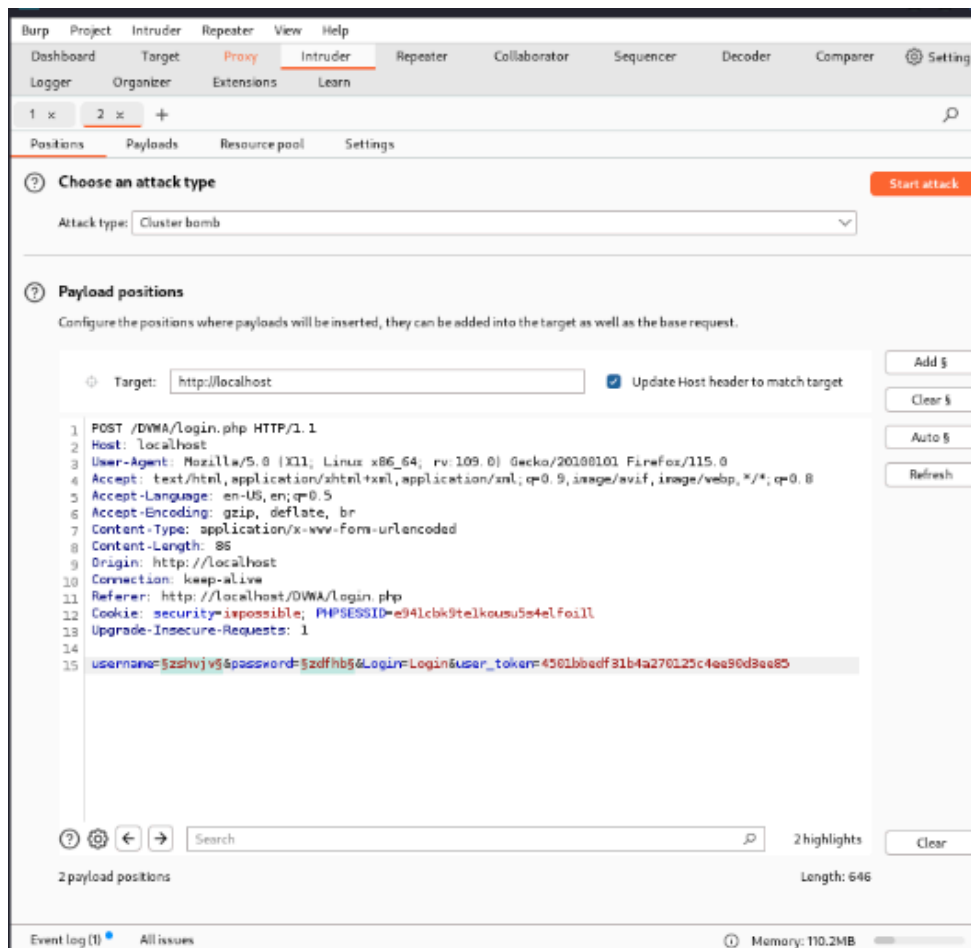 Burp Project Intruder Repeater View Help
Dashboard Target Proxy Intruder Repeater Collaborator Sequencer Decoder Comparer Setting
Logger Organizer Extensions Learn
1 × 2 × +
Positions Payloads Resource pool Settings
? Choose an attack type Start attack
Attack type: Cluster bomb
? Payload positions
Configure the positions where payloads will be inserted, they can be added into the target as well as the base request.
Add §
Target: http://localhost Update Host header to match target
Clear §
1 POST /DVWA/login.php HTTP/1.1
2 Host: localhost
Auto §
3 User-Agent: Mozilla/5.0 (X11; Linux x86_64; rv:109.0) Gecko/20100101 Firefox/115.0
4 Accept: text/html,application/xhtml+xml,application/xml;q=0.9,image/avif,image/webp,*/*;q=0.8
Refresh
5 Accept-Language: en-US,en;q=0.5
6 Accept-Encoding: gzip, deflate, br
7 Content-Type: application/x-www-form-urlencoded
8 Content-Length: 86
9 Origin: http://localhost
10 Connection: keep-alive
11 Referer: http://localhost/DVWA/login.php
12 Cookie: security=impossible; PHPSESSID=e941cbk9te1kousu5s4elfoi1l
13 Upgrade-Insecure-Requests: 1
14
15 username=§zshvjv§&password=§zdfhb§&Login=Login&user_token=4501bbedf31b4a270125c4ee90d3ee85
? Search 2 highlights Clear
2 payload positions Length: 646
Event log (1) All issues Memory: 110.2MB